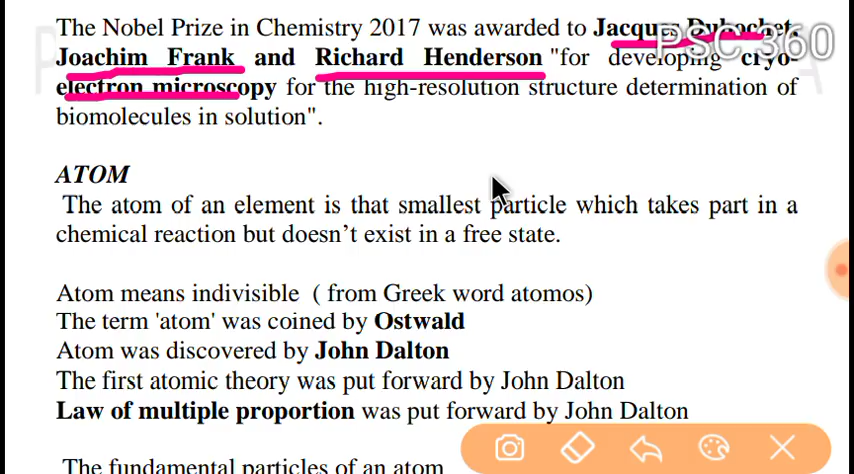 The Nobel Prize in Chemistry 2017 was awarded to Jacques Dubochet,
PSC 360
Joachim Frank and Richard Henderson "for developing cryo-
electron microscopy for the high-resolution structure determination of
biomolecules in solution".
ATOM
The atom of an element is that smallest particle which takes part in a
chemical reaction but doesn't exist in a free state.
Atom means indivisible ( from Greek word atomos)
The term 'atom' was coined by Ostwald
Atom was discovered by John Dalton
The first atomic theory was put forward by John Dalton
Law of multiple proportion was put forward by John Dalton
The fundamental particles of an atom